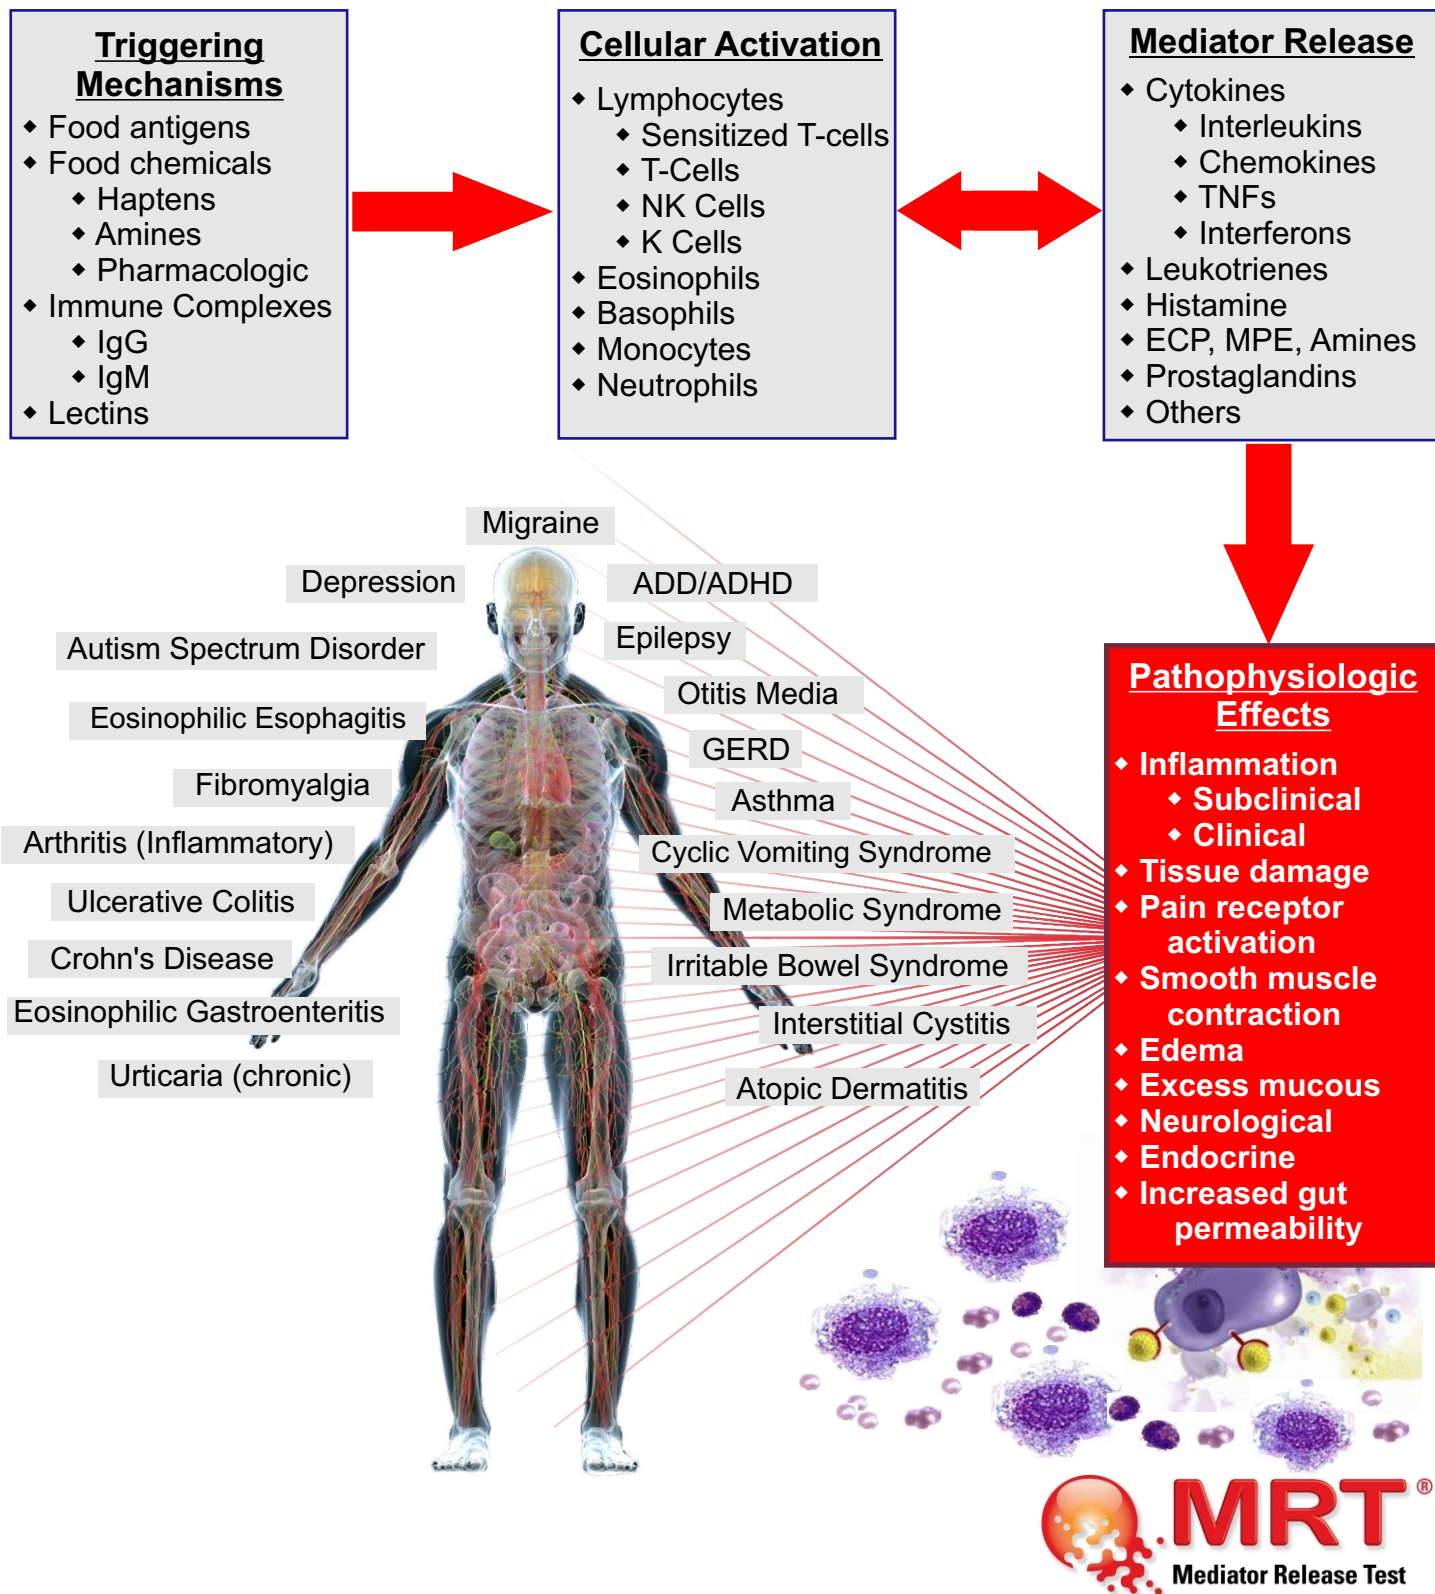 Triggering
Mechanisms
Food antigens
Food chemicals
Haptens
Amines
Pharmacologic
Immune Complexes
IgG
IgM
Lectins
Cellular Activation
Lymphocytes
Sensitized T-cells
T-Cells
NK Cells
K Cells
Eosinophils
Basophils
Monocytes
Neutrophils
Mediator Release
Cytokines
Interleukins
Chemokines
TNFs
Interferons
Leukotrienes
Histamine
ECP, MPE, Amines
Prostaglandins
Others
Migraine
Depression
ADD/ADHD
Autism Spectrum Disorder
Epilepsy
Otitis Media
Eosinophilic Esophagitis
GERD
Fibromyalgia
Asthma
Arthritis (Inflammatory)
Cyclic Vomiting Syndrome
Ulcerative Colitis
Metabolic Syndrome
Crohn's Disease
Irritable Bowel Syndrome
Eosinophilic Gastroenteritis
Interstitial Cystitis
Urticaria (chronic)
Atopic Dermatitis
Pathophysiologic
Effects
Inflammation
Subclinical
Clinical
Tissue damage
Pain receptor
activation
Smooth muscle
contraction
Edema
Excess mucous
Neurological
Endocrine
Increased gut
permeability
MRT®
Mediator Release Test